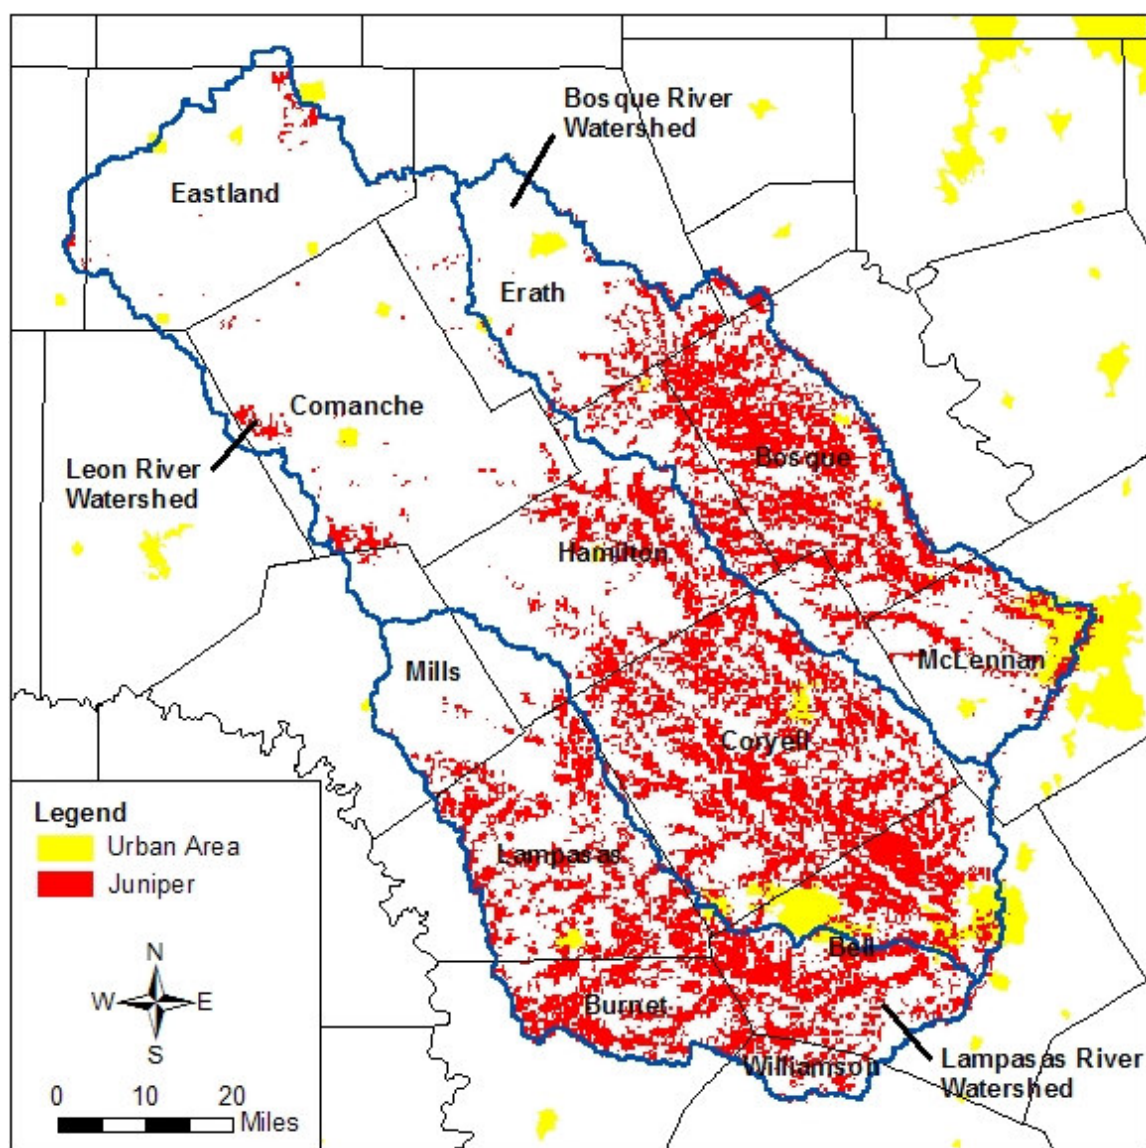 Bosque River
Watershed
Eastland
Erath
Comanche
Leon River
Watershed
Bosque
Hamilton
McLennan
Mills
Coryell
Lampasas
Bell
Burnet
Williamson
Lampasas River
Watershed
Legend
Urban Area
Juniper
N
W E
S
0 10 20
Miles